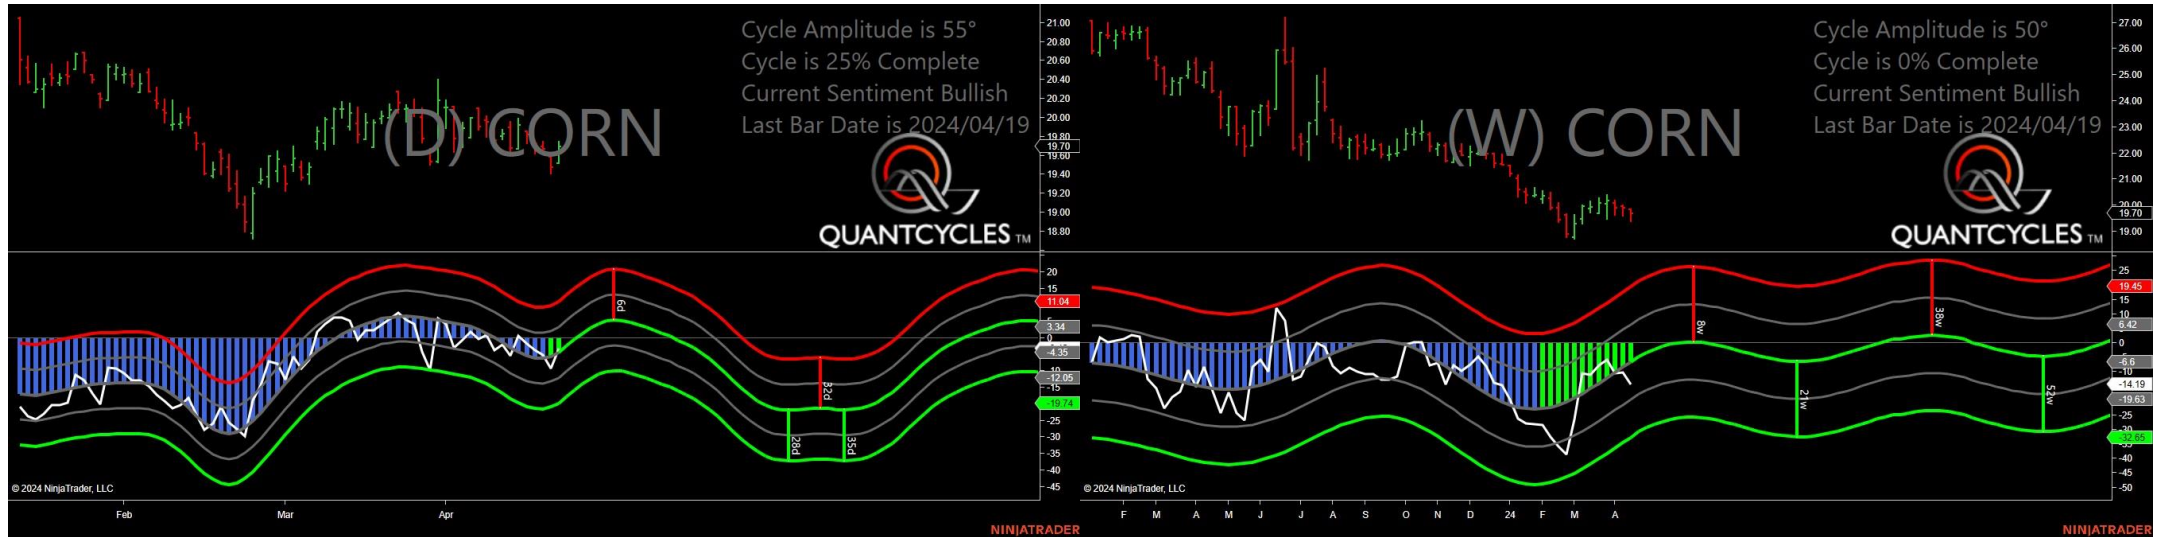 Cycle Amplitude is 55°
Cycle is 25% Complete
Current Sentiment Bullish
Last Bar Date is 2024/04/19
(D) CORN
QUANTCYCLES TM
21.00
20.80
20.60
20.40
20.20
20.00
19.80
19.70
19.60
19.40
19.20
19.00
18.80
20
15
11.04
5
3.34
0
-4.35
-10
-12.05
-15
-19.74
-25
-30
-35
-40
-45
6d
32d
28d
35d
© 2024 NinjaTrader, LLC
Feb Mar Apr
NINJATRADER
Cycle Amplitude is 50°
Cycle is 0% Complete
Current Sentiment Bullish
Last Bar Date is 2024/04/19
(W) CORN
QUANTCYCLES TM
27.00
26.00
25.00
24.00
23.00
22.00
21.00
20.00
19.70
19.00
25
19.45
15
10
6.42
0
-6.6
-10
-14.19
-19.63
-25
-30
-32.65
-35
-40
-45
-50
8w
38w
21w
52w
© 2024 NinjaTrader, LLC
F M A M J J A S O N D 24 F M A
NINJATRADER